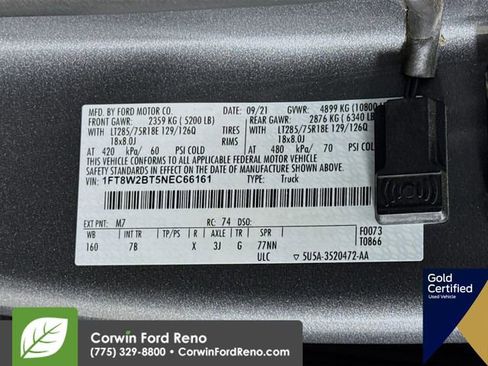 MFD. BY FORD MOTOR CO.
09/21 GVWR: 4899 KG (10800 LB
FRONT GAWR: 2359 KG (5200 LB) REAR GAWR: 2876 KG (6340 LB)
WITH LT285/75R18E 129/126Q WITH LT285/75R18E 129/126Q
18x8.0J 18x8.0J
AT 420 kPa/ 60 PSI COLD AT 480 kPa/ 70 PSI COLD
THIS VEHICLE CONFORMS TO ALL APPLICABLE FEDERAL MOTOR VEHICLE
SAFETY STANDARDS IN EFFECT ON THE DATE OF MANUFACTURE SHOWN ABOVE.
VIN: 1FT8W2BT5NEC66161 TYPE: Truck
EXT PNT: M7 RC: 74 DSO: F0073
WB INT TR TP/PS R AXLE TR SPR T0866
160 7B X 3J G 77NN
ULC 5U5A-3520472-AA
Gold
Certified
Used Vehicle
Corwin Ford Reno
(775) 329-8800 • CorwinFordReno.com